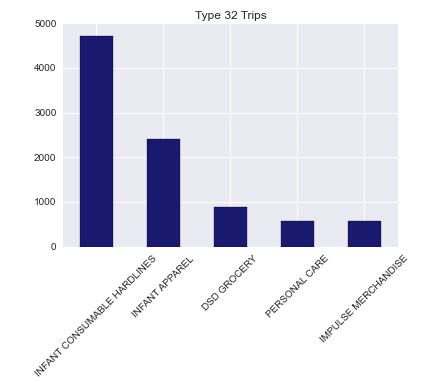 Type 32 Trips
5000
4000
3000
2000
1000
0
INFANT CONSUMABLE HARDLINES
INFANT APPAREL
DSD GROCERY
PERSONAL CARE
IMPULSE MERCHANDISE